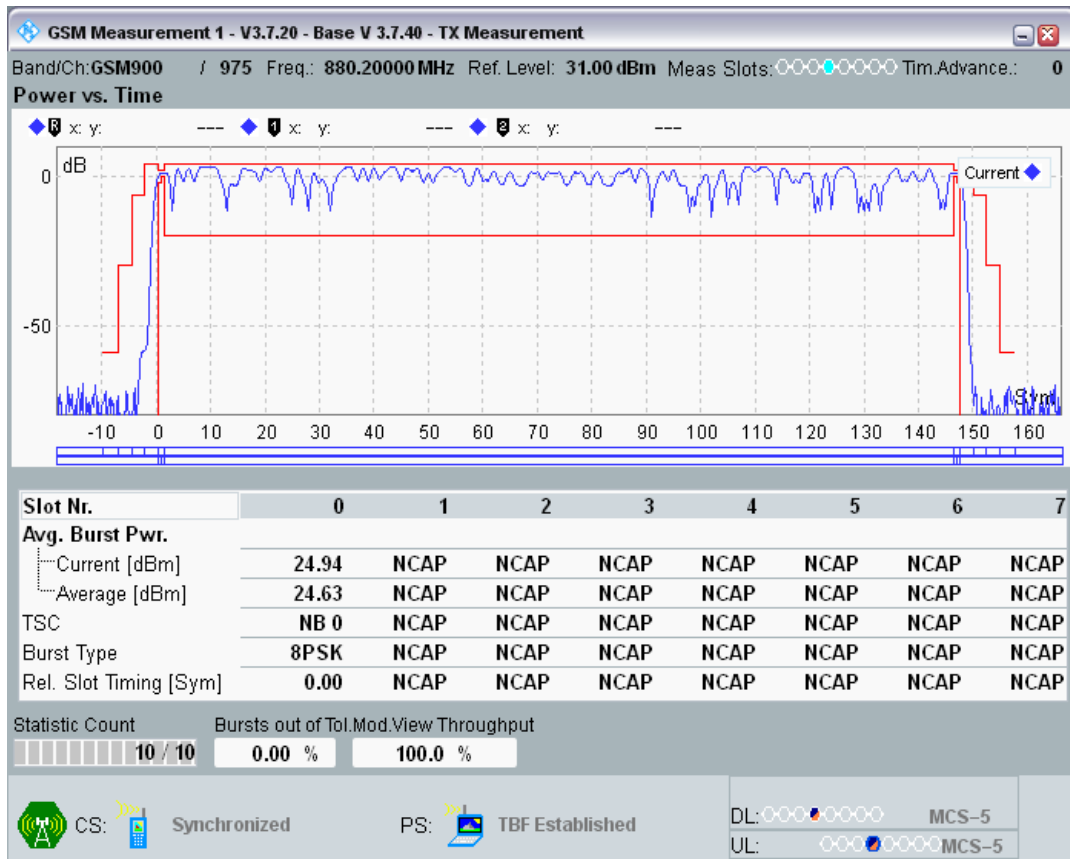 GSM Measurement 1 - V3.7.20 - Base V 3.7.40 - TX Measurement
Band/Ch:GSM900 / 975 Freq.: 880.20000 MHz Ref. Level: 31.00 dBm Meas Slots: Tim.Advance.: 0
Power vs. Time
R x: y: --- 1 x: y: --- 2 x: y: ---
dB
Current
0
-50
Sym
-10 0 10 20 30 40 50 60 70 80 90 100 110 120 130 140 150 160
Slot Nr. 0 1 2 3 4 5 6 7
Avg. Burst Pwr.
Current [dBm] 24.94 NCAP NCAP NCAP NCAP NCAP NCAP NCAP
Average [dBm] 24.63 NCAP NCAP NCAP NCAP NCAP NCAP NCAP
TSC NB 0 NCAP NCAP NCAP NCAP NCAP NCAP NCAP
Burst Type 8PSK NCAP NCAP NCAP NCAP NCAP NCAP NCAP
Rel. Slot Timing [Sym] 0.00 NCAP NCAP NCAP NCAP NCAP NCAP NCAP
Statistic Count Bursts out of Tol.Mod.View Throughput
10 / 10 0.00 % 100.0 %
CS: Synchronized PS: TBF Established
DL: MCS-5
UL: MCS-5